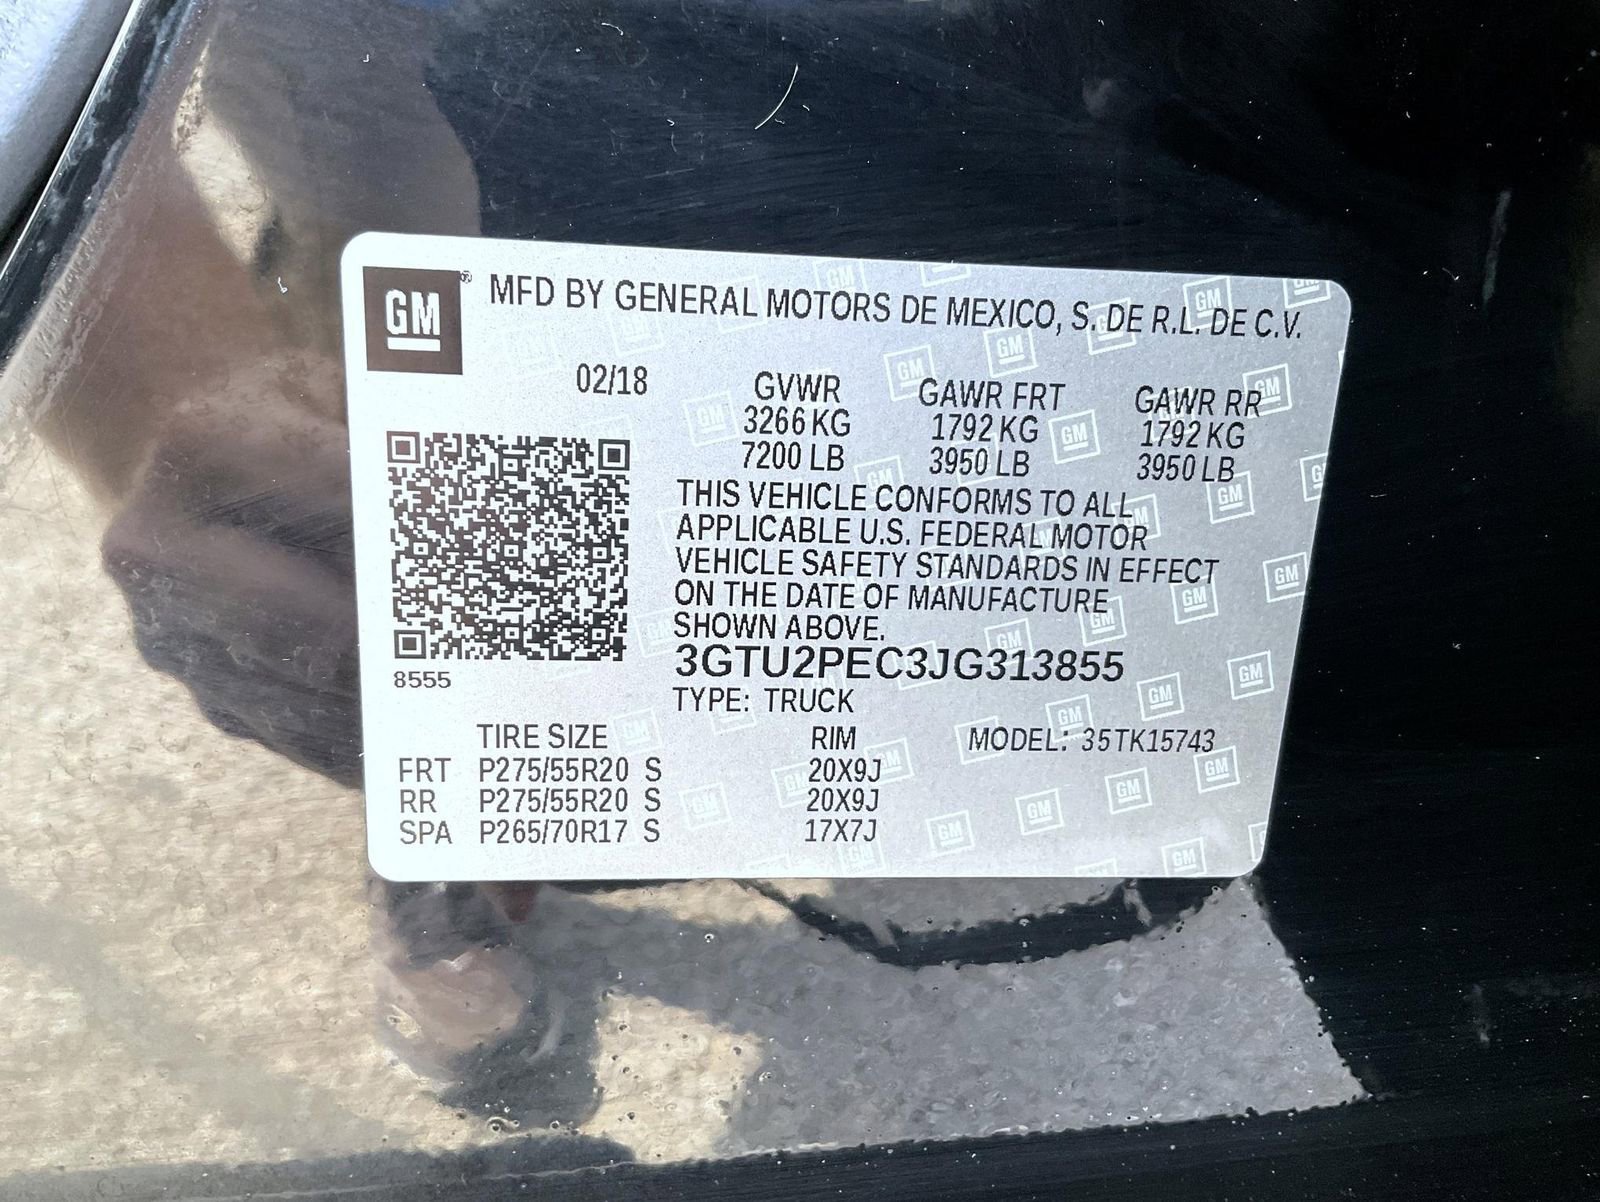 GM ® MFD BY GENERAL MOTORS DE MEXICO, S. DE R.L. DE C.V.
02/18 GVWR GAWR FRT GAWR RR
3266 KG 1792 KG 1792 KG
7200 LB 3950 LB 3950 LB
THIS VEHICLE CONFORMS TO ALL
APPLICABLE U.S. FEDERAL MOTOR
VEHICLE SAFETY STANDARDS IN EFFECT
ON THE DATE OF MANUFACTURE
SHOWN ABOVE.
3GTU2PEC3JG313855
8555
TYPE: TRUCK
TIRE SIZE RIM MODEL: 35TK15743
FRT P275/55R20 S 20X9J
RR P275/55R20 S 20X9J
SPA P265/70R17 S 17X7J